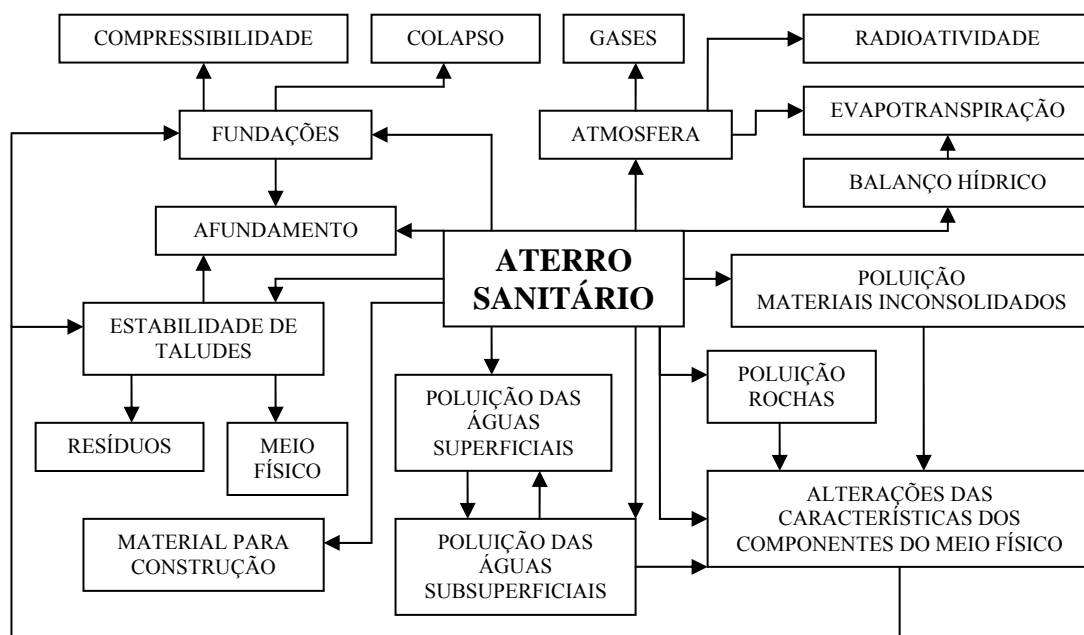 COMPRESSIBILIDADE
COLAPSO
GASES
RADIOATIVIDADE
FUNDAÇÕES
ATMOSFERA
EVAPOTRANSPIRAÇÃO
BALANÇO HÍDRICO
AFUNDAMENTO
ATERRO
SANITÁRIO
POLUIÇÃO
MATERIAIS INCONSOLIDADOS
ESTABILIDADE DE
TALUDES
POLUIÇÃO
ROCHAS
POLUIÇÃO DAS
ÁGUAS
SUPERFICIAIS
RESÍDUOS
MEIO
FÍSICO
ALTERAÇÕES DAS
CARACTERÍSTICAS DOS
COMPONENTES DO MEIO FÍSICO
MATERIAL PARA
CONSTRUÇÃO
POLUIÇÃO DAS
ÁGUAS
SUBSUPERFICIAIS